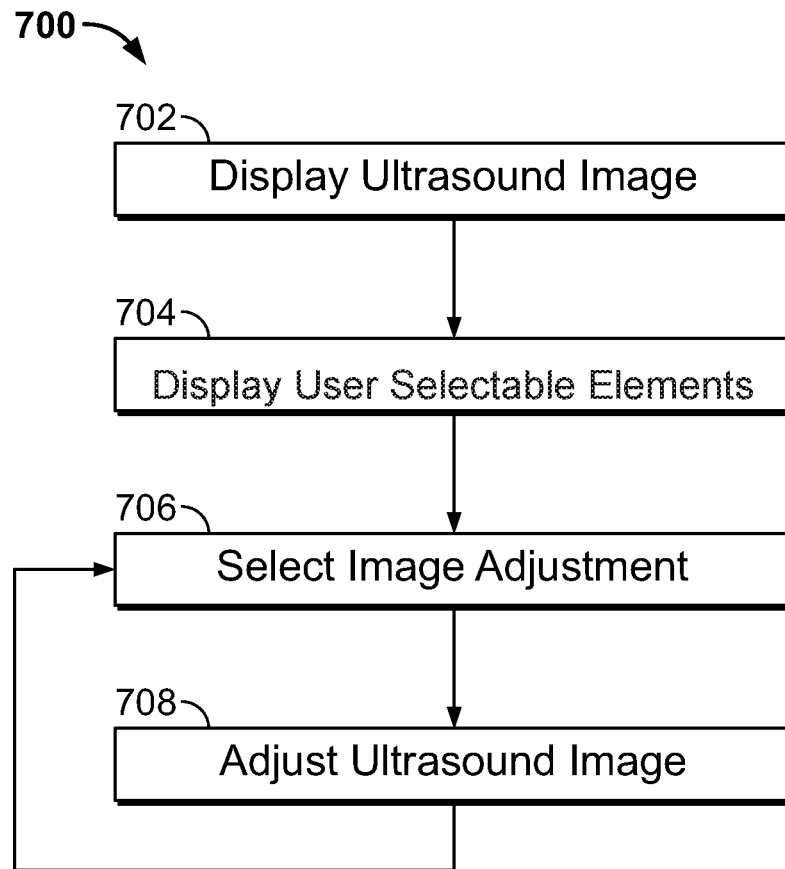 700
702
Display Ultrasound Image
704
Display User Selectable Elements
706
Select Image Adjustment
708
Adjust Ultrasound Image